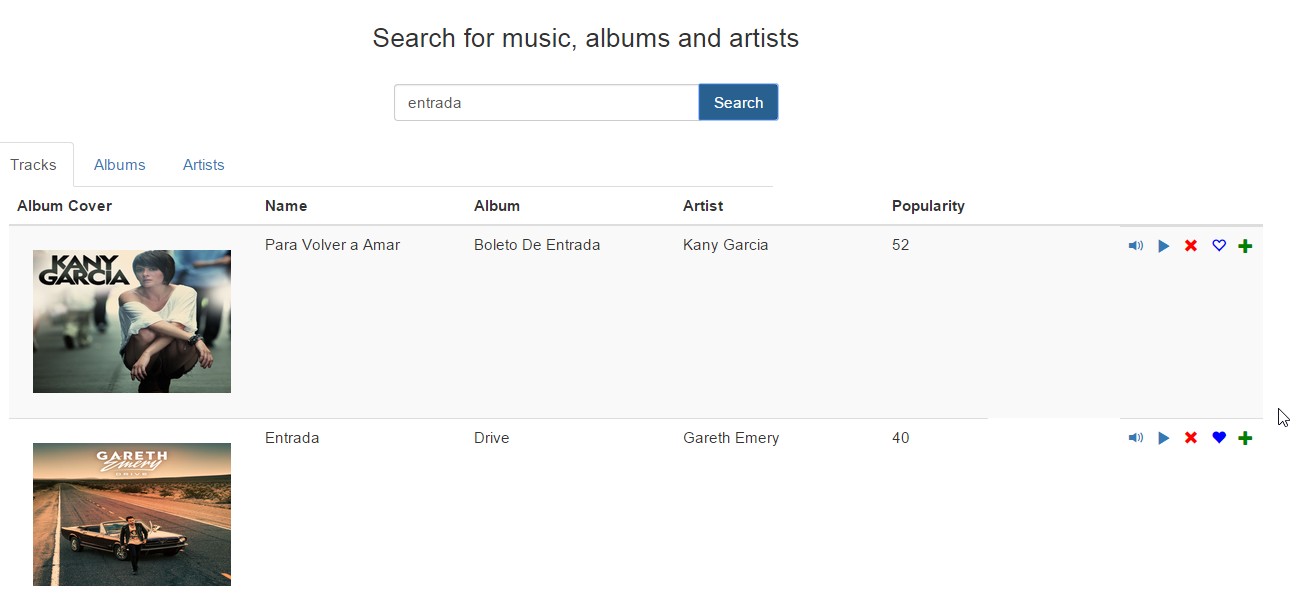 Search for music, albums and artists
entrada Search
Tracks Albums Artists
Album Cover Name Album Artist Popularity
Para Volver a Amar Boleto De Entrada Kany Garcia 52
KANY
GARCIA
Entrada Drive Gareth Emery 40
GARETH
Emery
DRIVE